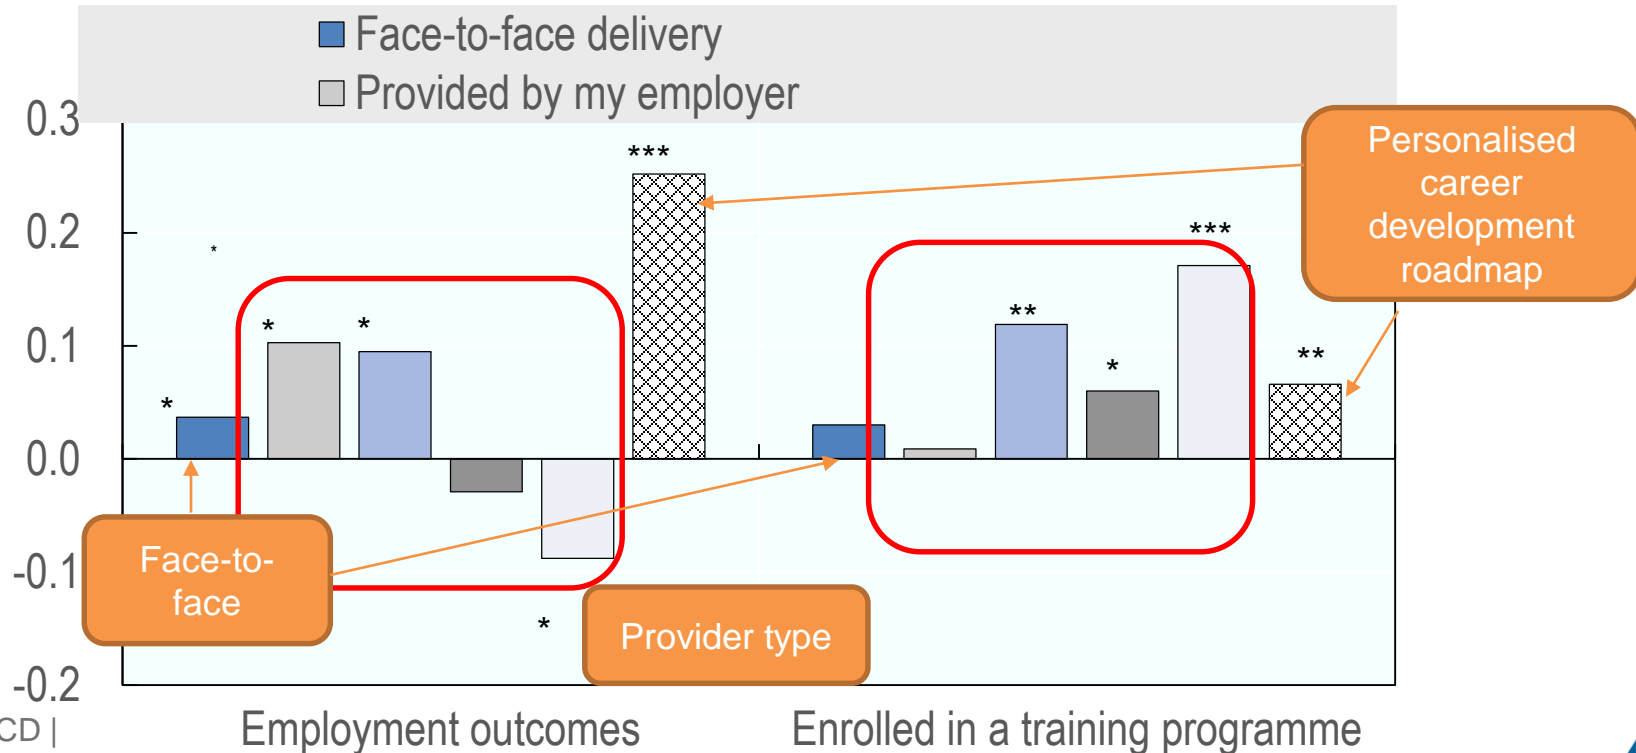 Face-to-face delivery
Provided by my employer
0.3
0.2
0.1
0.0
-0.1
-0.2
***
*
*
*
*
*
***
**
*
**
Personalised
career
development
roadmap
Face-to-
face
Provider type
Employment outcomes
Enrolled in a training programme
CD |